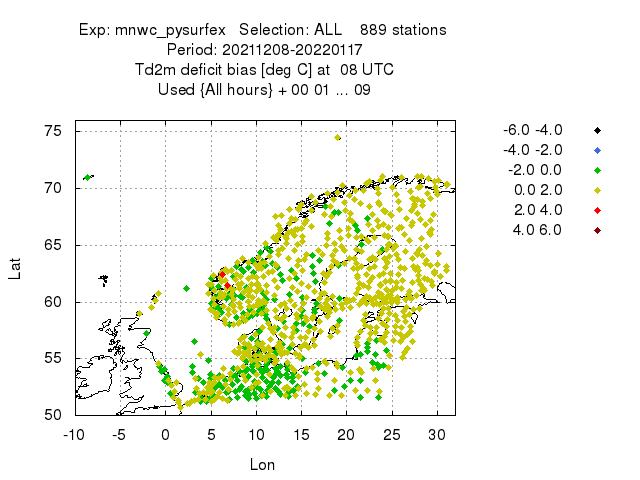 Exp: mnwc_pysurfex   Selection: ALL    889 stations
Period: 20211208-20220117
Td2m deficit bias [deg C] at  08 UTC
Used {All hours} + 00 01 ... 09
-6.0 -4.0
-4.0 -2.0
-2.0 0.0
0.0 2.0
2.0 4.0
4.0 6.0
75
70
65
60
55
50
Lat
-10 -5 0 5 10 15 20 25 30
Lon